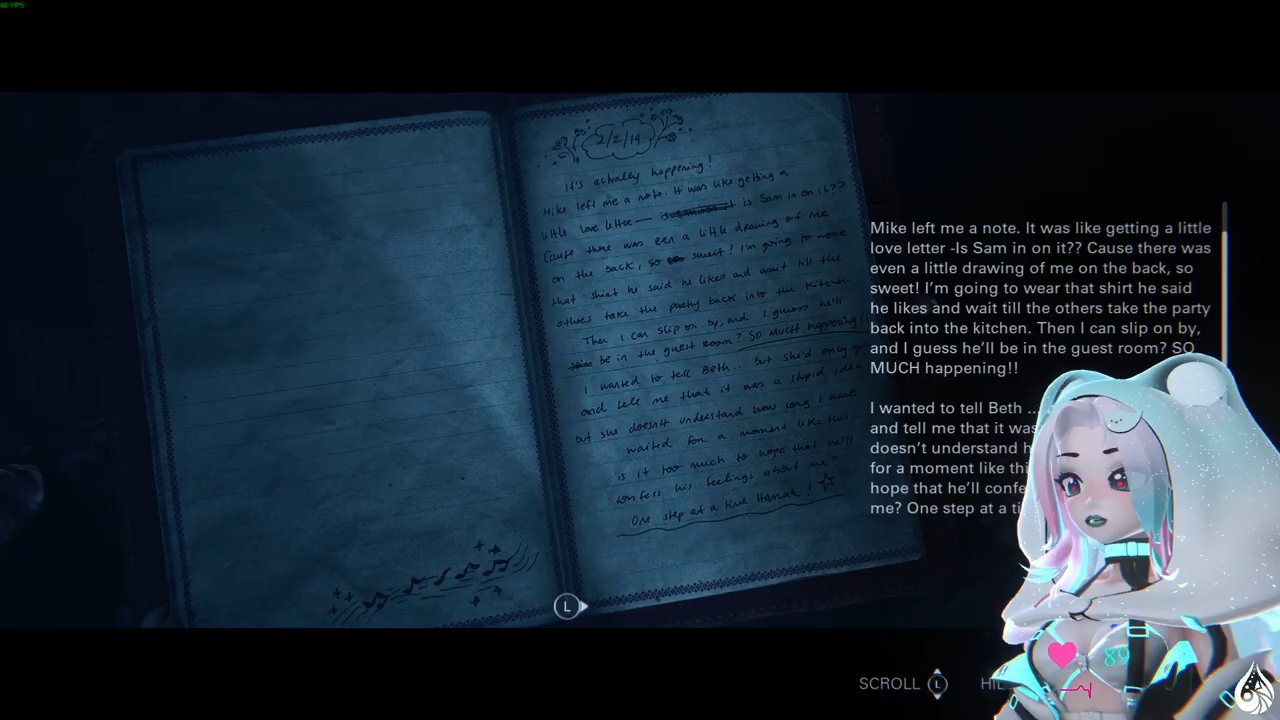 2/2/14
It's actually happening!
Mike left me a note. It was like getting a
little love letter— is Sam in on it??
Cause there was even a little drawing of me
on the back, so sweet! I'm going to wear
that shirt he said he likes and wait till the
others take the party back into the kitchen.
Then I can slip on by, and I guess he'll
be in the guest room? SO MUCH happening!!
I wanted to tell Beth... but she'd only
and tell me that it was a stupid idea
but she doesn't understand how long I have
waited for a moment like this.
is it too much to hope that he'll
confess his feelings about me?
One step at a time Hannah!
Mike left me a note. It was like getting a little
love letter -Is Sam in on it?? Cause there was
even a little drawing of me on the back, so
sweet! I'm going to wear that shirt he said
he likes and wait till the others take the party
back into the kitchen. Then I can slip on by,
and I guess he'll be in the guest room? SO
MUCH happening!!
I wanted to tell Beth ...
and tell me that it was
doesn't understand
for a moment like
hope that he'll
me? One step at a
L
SCROLL L
89